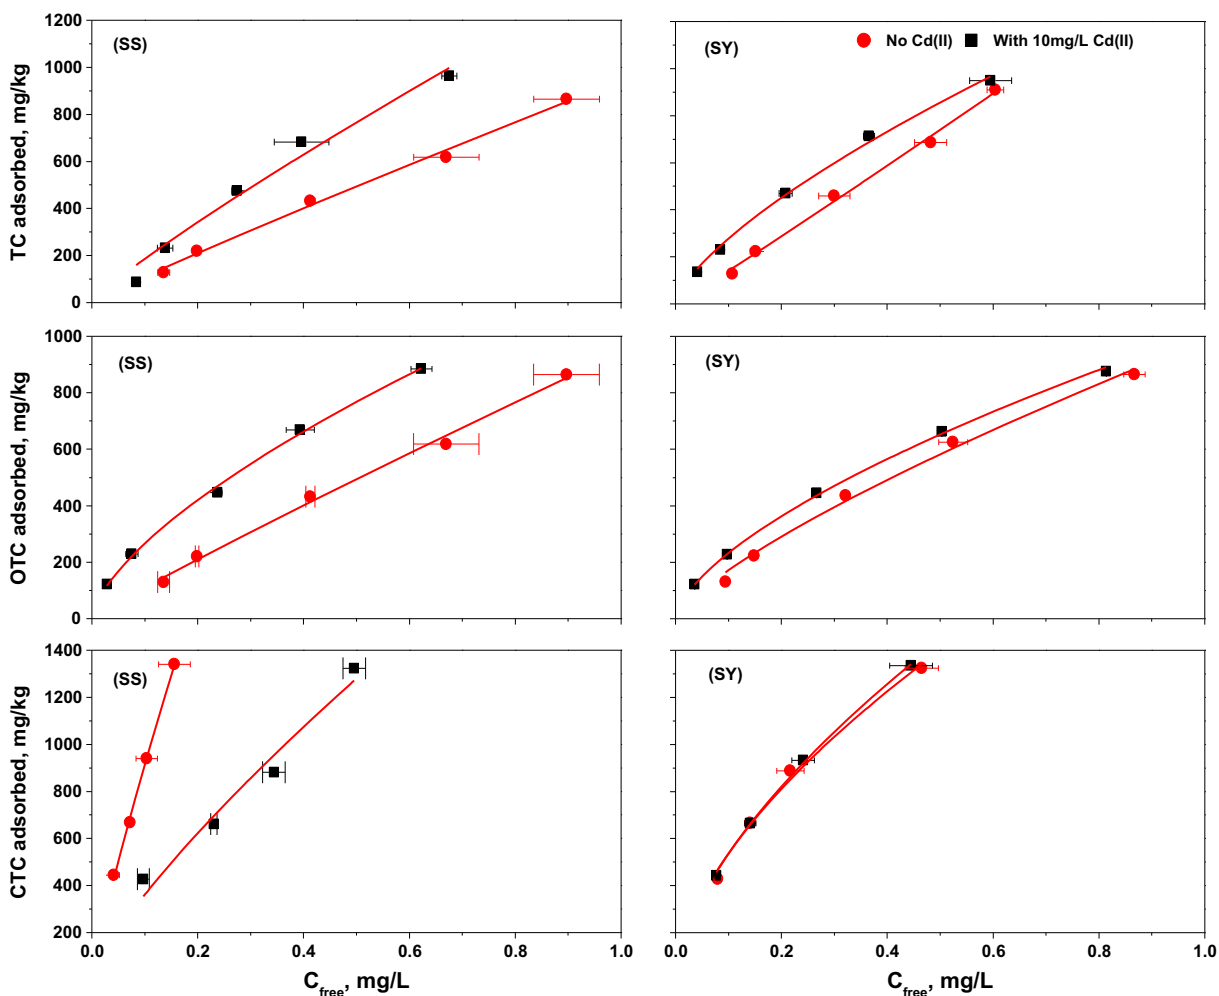 1200
1000
800
600
400
200
0
TC adsorbed, mg/kg
(SS)
(SY)
No Cd(II) With 10mg/L Cd(II)
1000
800
600
400
200
0
OTC adsorbed, mg/kg
(SS)
(SY)
1400
1200
1000
800
600
400
200
CTC adsorbed, mg/kg
(SS)
(SY)
0.0 0.2 0.4 0.6 0.8 1.0
0.0 0.2 0.4 0.6 0.8 1.0
C_free, mg/L
C_free, mg/L